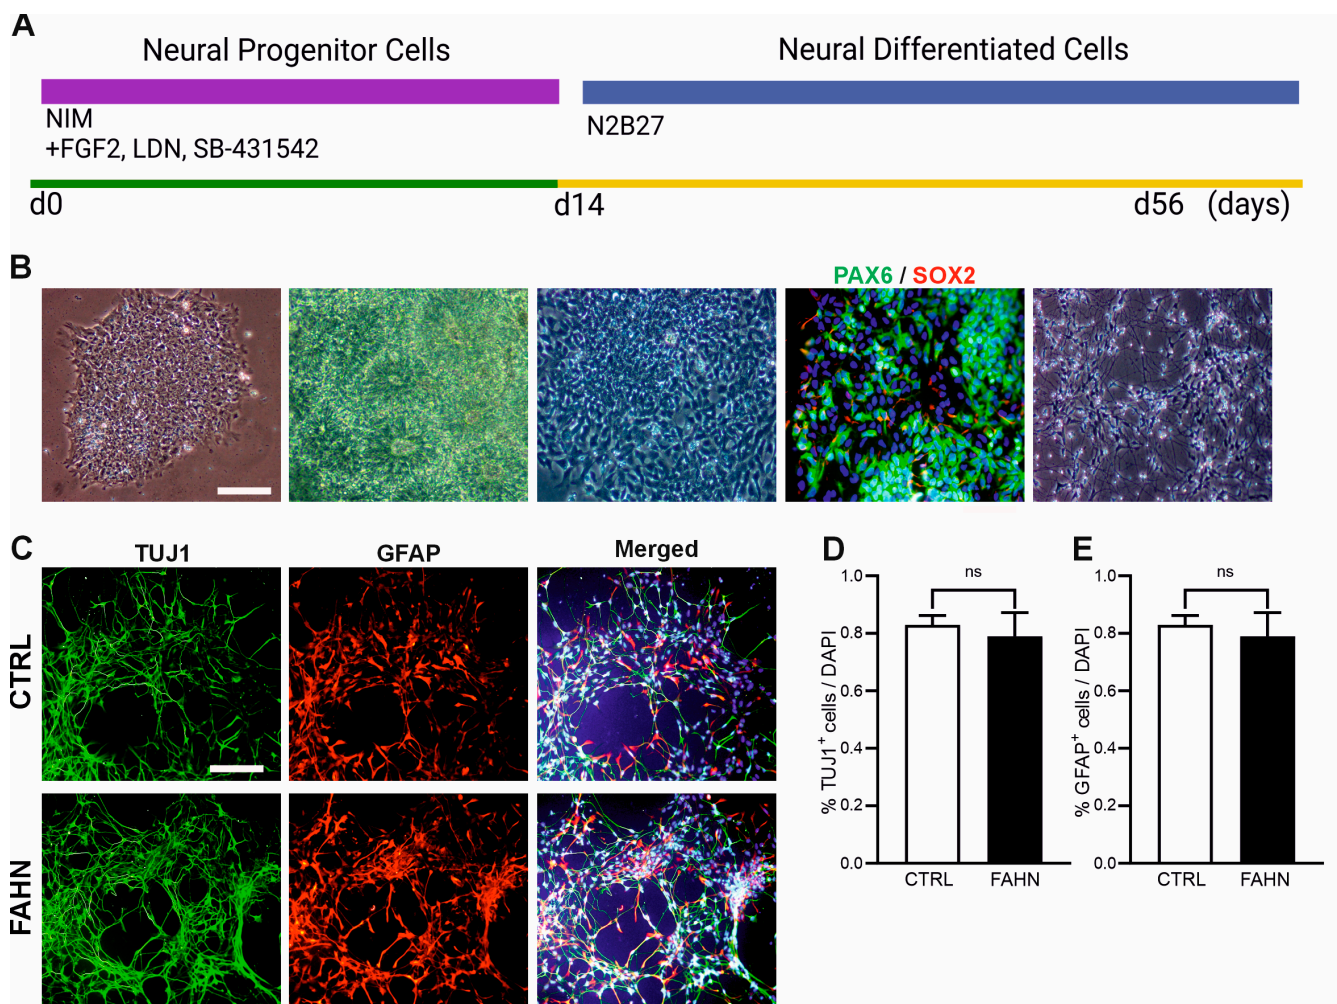 A
Neural Progenitor Cells
Neural Differentiated Cells
NIM
+FGF2, LDN, SB-431542
N2B27
d0
d14
d56 (days)
B
PAX6 / SOX2
C
TUJ1
GFAP
Merged
CTRL
FAHN
D
ns
% TUJ1+ cells / DAPI
1.0
0.8
0.6
0.4
0.2
0.0
CTRL
FAHN
E
ns
% GFAP+ cells / DAPI
1.0
0.8
0.6
0.4
0.2
0.0
CTRL
FAHN